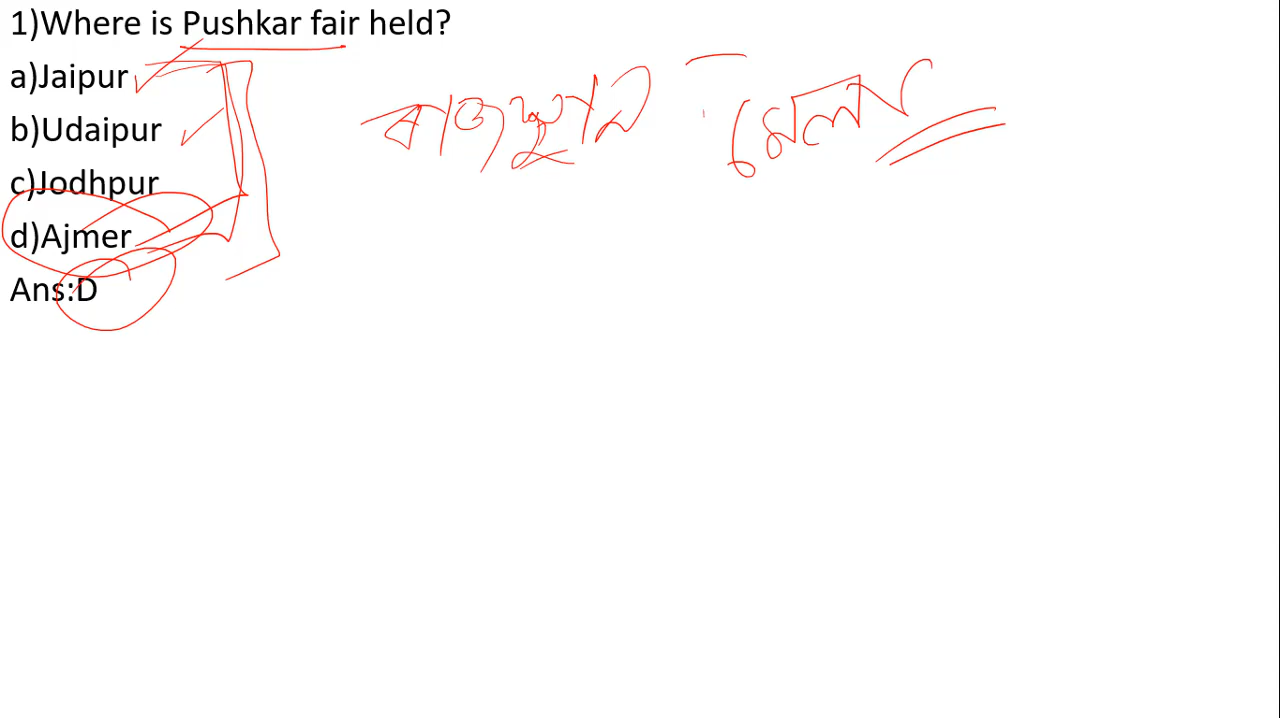 1)Where is Pushkar fair held?
a)Jaipur
b)Udaipur
c)Jodhpur
d)Ajmer
Ans:D
মেলা